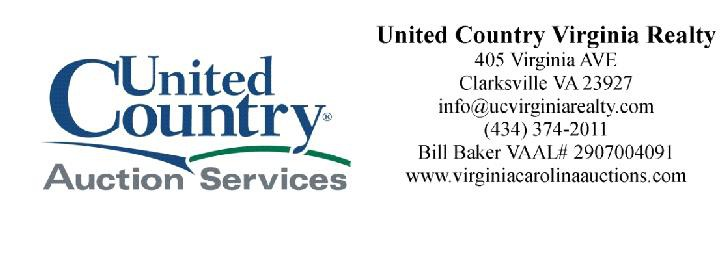 United
Country®
Auction Services
United Country Virginia Realty
405 Virginia AVE
Clarksville VA 23927
info@ucvirginiarealty.com
(434) 374-2011
Bill Baker VAAL# 2907004091
www.virginiacarolinaauctions.com